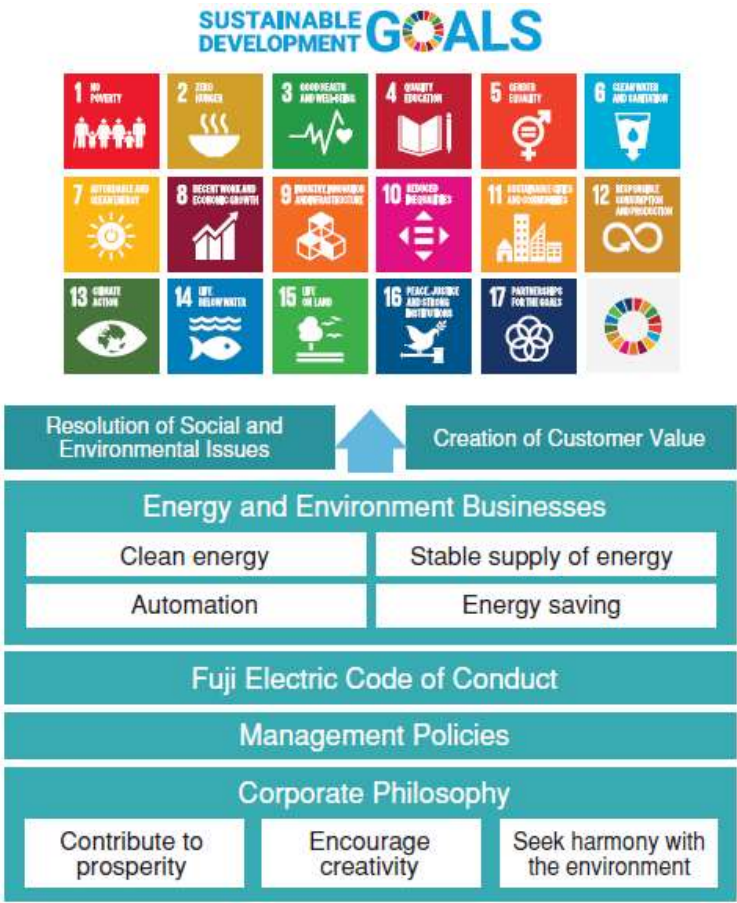 SUSTAINABLE
DEVELOPMENT GOALS
1 NO
POVERTY
2 ZERO
HUNGER
3 GOOD HEALTH
AND WELL-BEING
4 QUALITY
EDUCATION
5 GENDER
EQUALITY
6 CLEAN WATER
AND SANITATION
7 AFFORDABLE AND
CLEAN ENERGY
8 DECENT WORK AND
ECONOMIC GROWTH
9 INDUSTRY, INNOVATION
AND INFRASTRUCTURE
10 REDUCED
INEQUALITIES
11 SUSTAINABLE CITIES
AND COMMUNITIES
12 RESPONSIBLE
CONSUMPTION
AND PRODUCTION
13 CLIMATE
ACTION
14 LIFE
BELOW WATER
15 LIFE
ON LAND
16 PEACE, JUSTICE
AND STRONG
INSTITUTIONS
17 PARTNERSHIPS
FOR THE GOALS
Resolution of Social and
Environmental Issues
Creation of Customer Value
Energy and Environment Businesses
Clean energy
Stable supply of energy
Automation
Energy saving
Fuji Electric Code of Conduct
Management Policies
Corporate Philosophy
Contribute to
prosperity
Encourage
creativity
Seek harmony with
the environment